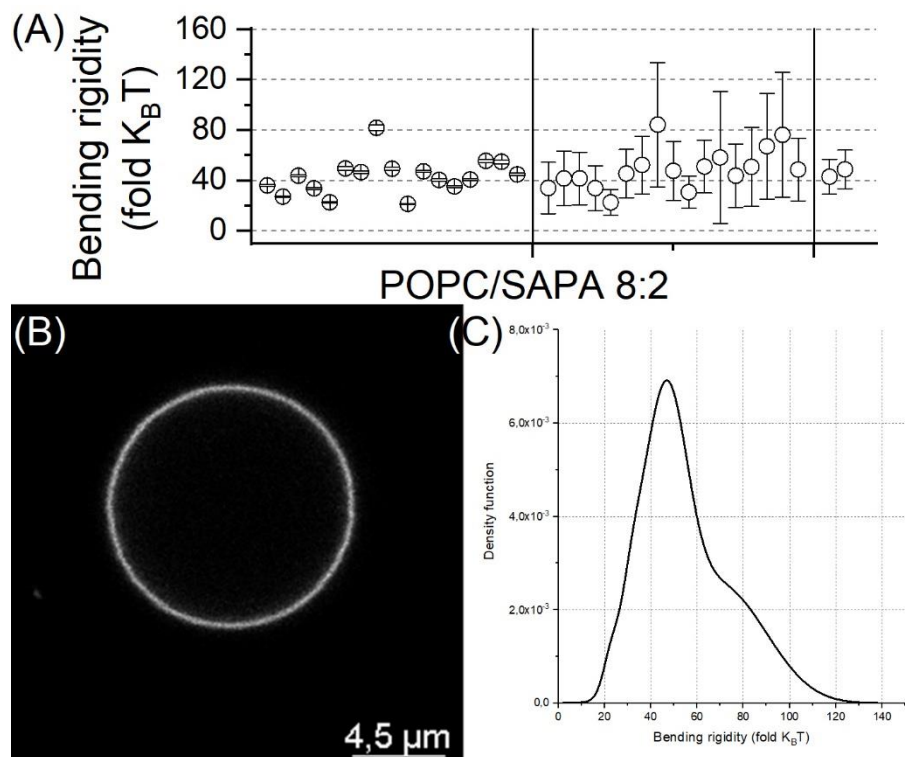 (A)
Bending rigidity
(fold K_BT)
160
120
80
40
0
POPC/SAPA 8:2
(B)
4,5 µm
(C)
8,0x10⁻³
6,0x10⁻³
4,0x10⁻³
2,0x10⁻³
0,0
Density function
0 20 40 60 80 100 120 140
Bending rigidity (fold K_BT)